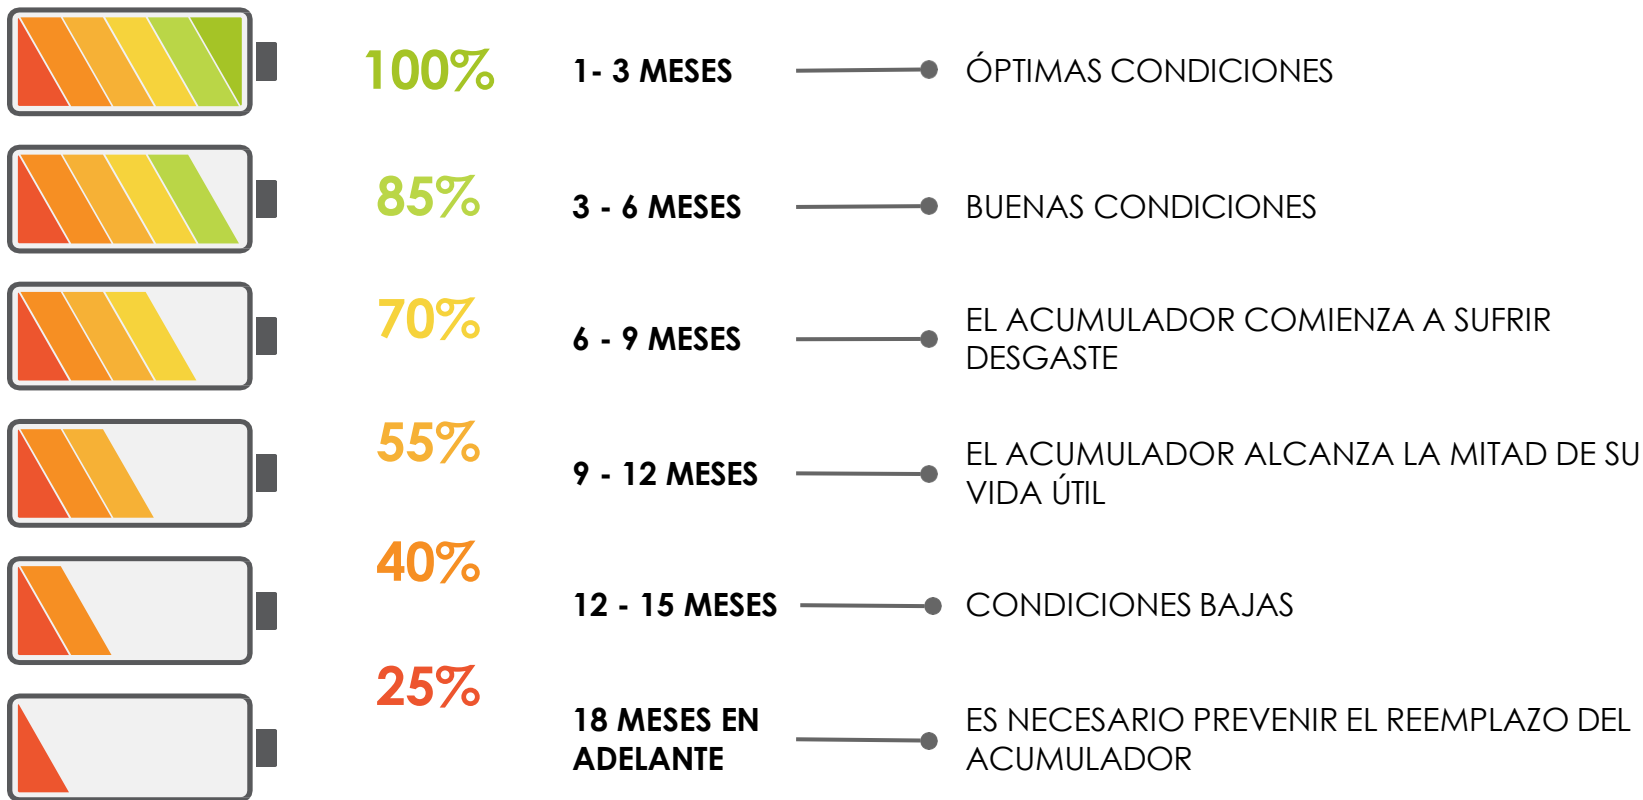 100%
1- 3 MESES
ÓPTIMAS CONDICIONES
85%
3 - 6 MESES
BUENAS CONDICIONES
70%
6 - 9 MESES
EL ACUMULADOR COMIENZA A SUFRIR
DESGASTE
55%
9 - 12 MESES
EL ACUMULADOR ALCANZA LA MITAD DE SU
VIDA ÚTIL
40%
12 - 15 MESES
CONDICIONES BAJAS
25%
18 MESES EN
ADELANTE
ES NECESARIO PREVENIR EL REEMPLAZO DEL
ACUMULADOR